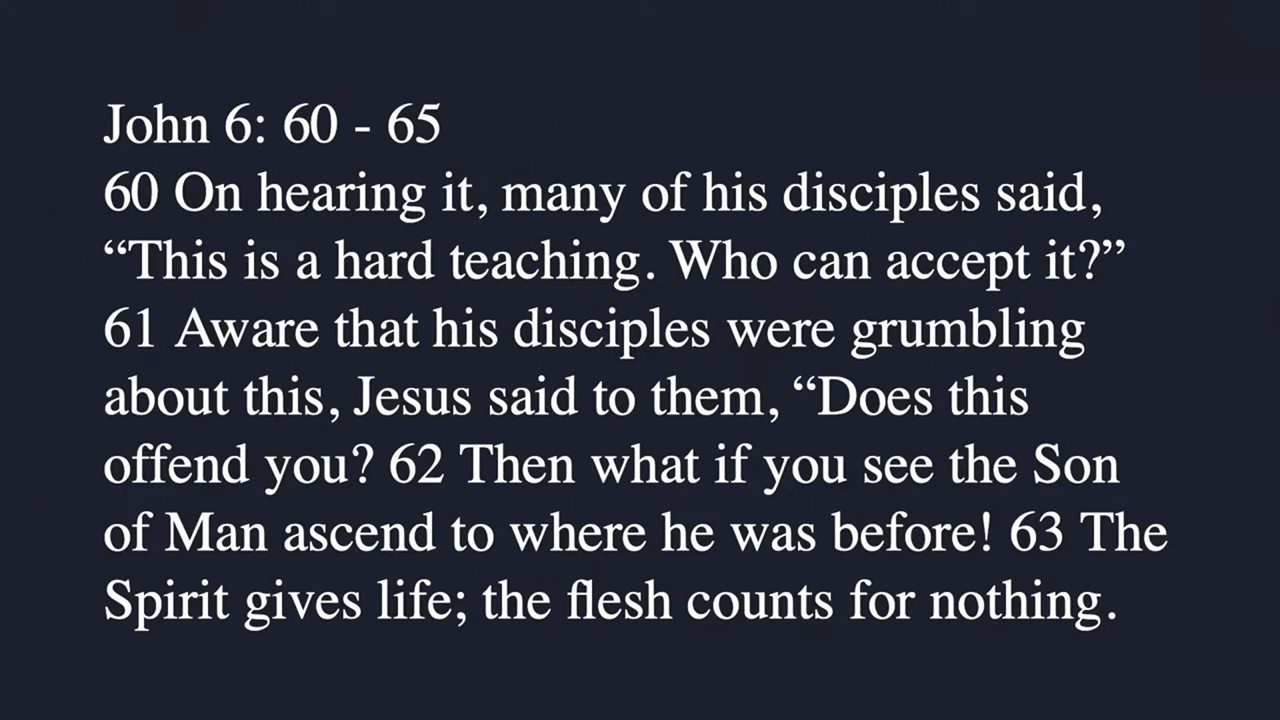 John 6: 60 - 65
60 On hearing it, many of his disciples said,
“This is a hard teaching. Who can accept it?”
61 Aware that his disciples were grumbling
about this, Jesus said to them, “Does this
offend you? 62 Then what if you see the Son
of Man ascend to where he was before! 63 The
Spirit gives life; the flesh counts for nothing.